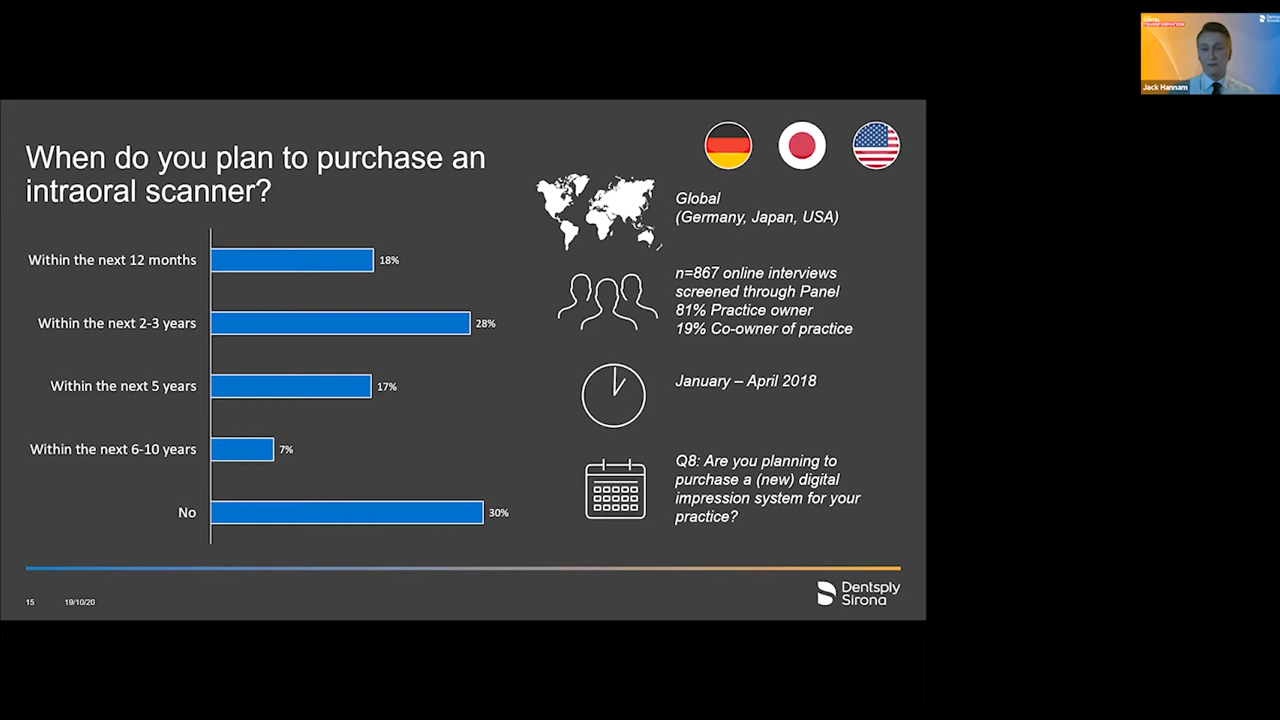 When do you plan to purchase an
intraoral scanner?
Within the next 12 months
18%
Within the next 2-3 years
28%
Within the next 5 years
17%
Within the next 6-10 years
7%
No
30%
Global
(Germany, Japan, USA)
n=867 online interviews
screened through Panel
81% Practice owner
19% Co-owner of practice
January – April 2018
Q8: Are you planning to
purchase a (new) digital
impression system for your
practice?
15
19/10/20
Dentsply
Sirona
TRANSFORMATION
Dentsply
Sirona
Jack Hannam